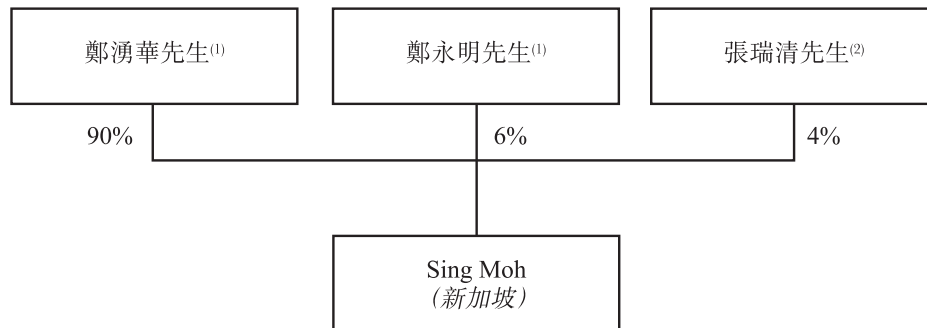 鄭湧華先生(1)
鄭永明先生(1)
張瑞清先生(2)
90%
6%
4%
Sing Moh
（新加坡）